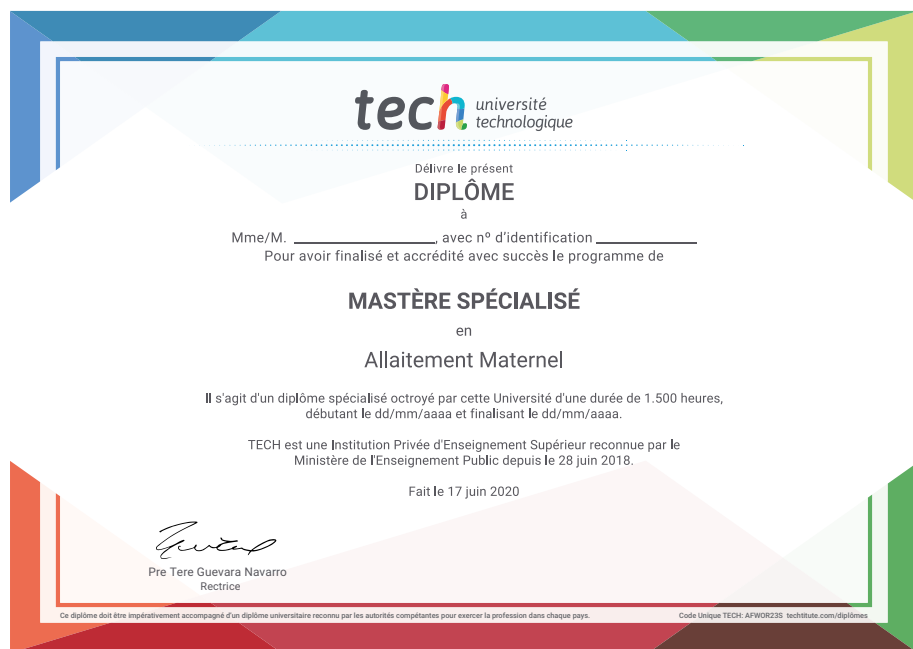 tech université
technologique
Délivre le présent
DIPLÔME
à
Mme/M. ____________________, avec nº d'identification ______________
Pour avoir finalisé et accrédité avec succès le programme de
MASTÈRE SPÉCIALISÉ
en
Allaitement Maternel
Il s'agit d'un diplôme spécialisé octroyé par cette Université d'une durée de 1.500 heures,
débutant le dd/mm/aaaa et finalisant le dd/mm/aaaa.
TECH est une Institution Privée d'Enseignement Supérieur reconnue par le
Ministère de l'Enseignement Public depuis le 28 juin 2018.
Fait le 17 juin 2020
Pre Tere Guevara Navarro
Rectrice
Ce diplôme doit être impérativement accompagné d'un diplôme universitaire reconnu par les autorités compétantes pour exercer la profession dans chaque pays. Code Unique TECH: AFWOR23S techtitute.com/diplômes